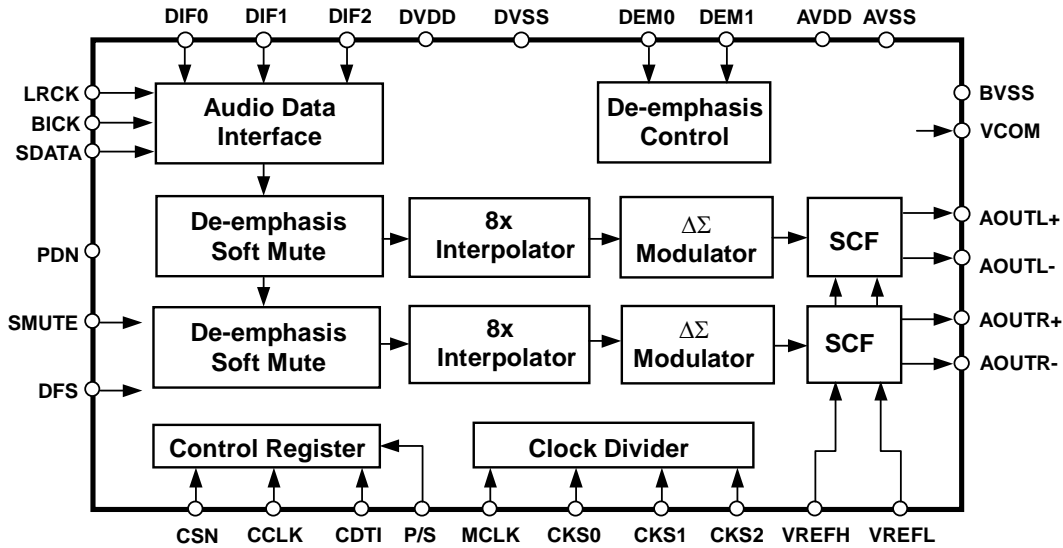 DIF0 DIF1 DIF2 DVDD DVSS DEM0 DEM1 AVDD AVSS
LRCK
BICK
SDATA
Audio Data
Interface
De-emphasis
Control
BVSS
VCOM
De-emphasis
Soft Mute
8x
Interpolator
ΔΣ
Modulator
SCF
AOUTL+
AOUTL-
PDN
SMUTE
De-emphasis
Soft Mute
8x
Interpolator
ΔΣ
Modulator
SCF
AOUTR+
AOUTR-
DFS
Control Register
Clock Divider
CSN CCLK CDTI P/S MCLK CKS0 CKS1 CKS2 VREFH VREFL